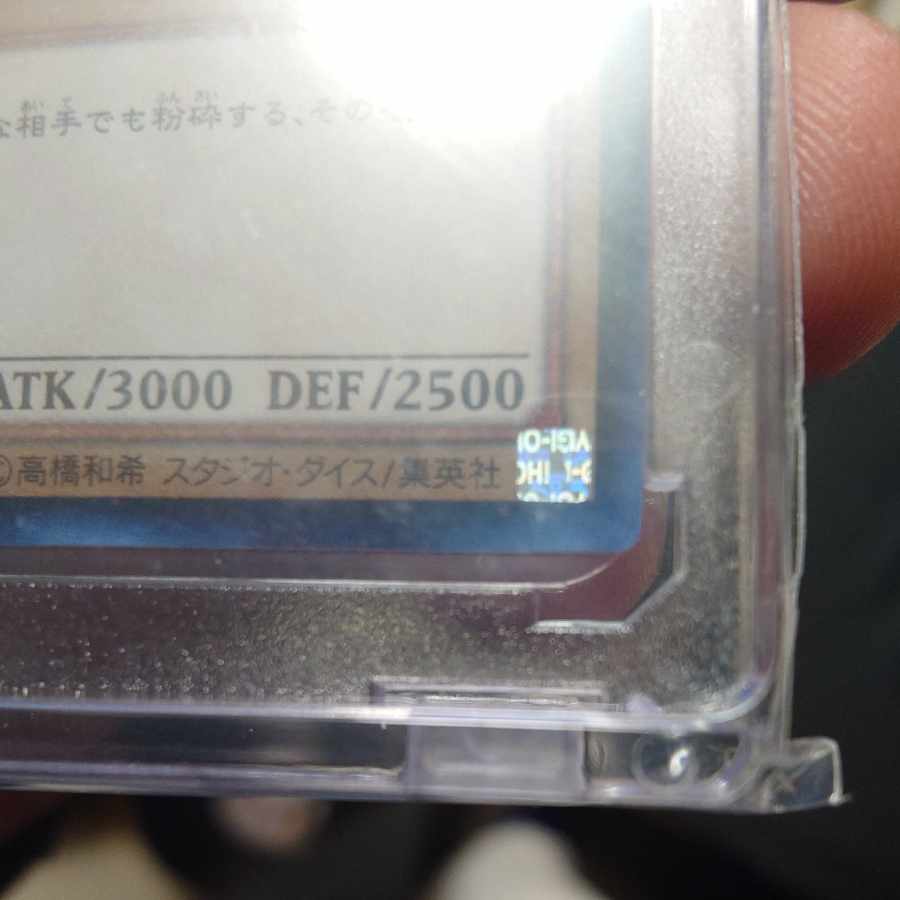 な相手でも粉砕する、その
ATK/3000 DEF/2500
©高橋和希 スタジオ・ダイス/集英社